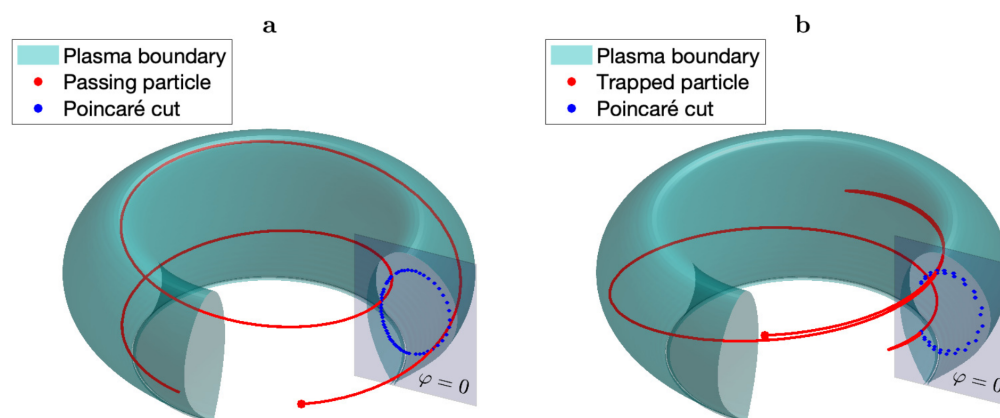 a
Plasma boundary
Passing particle
Poincaré cut
φ = 0
b
Plasma boundary
Trapped particle
Poincaré cut
φ = 0